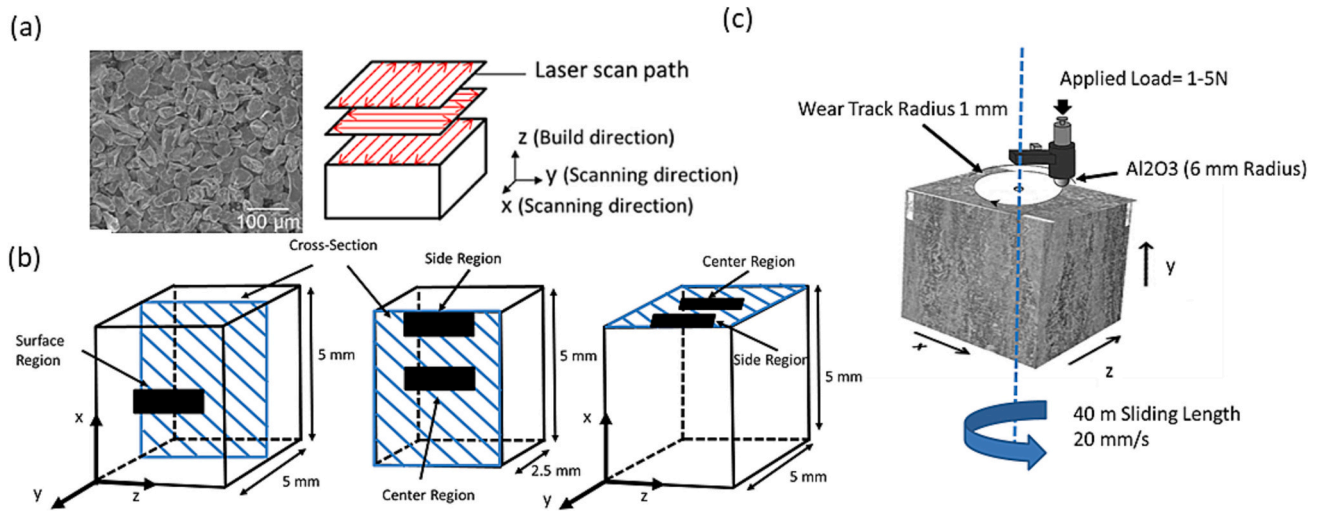 (a)
100 µm
Laser scan path
z (Build direction)
y (Scanning direction)
x (Scanning direction)
(b)
Cross-Section
Surface
Region
x
y
z
5 mm
5 mm
Side Region
5 mm
2.5 mm
Center Region
Center Region
Side Region
5 mm
5 mm
x
y
z
(c)
Applied Load= 1-5N
Wear Track Radius 1 mm
Al2O3 (6 mm Radius)
y
x
z
40 m Sliding Length
20 mm/s